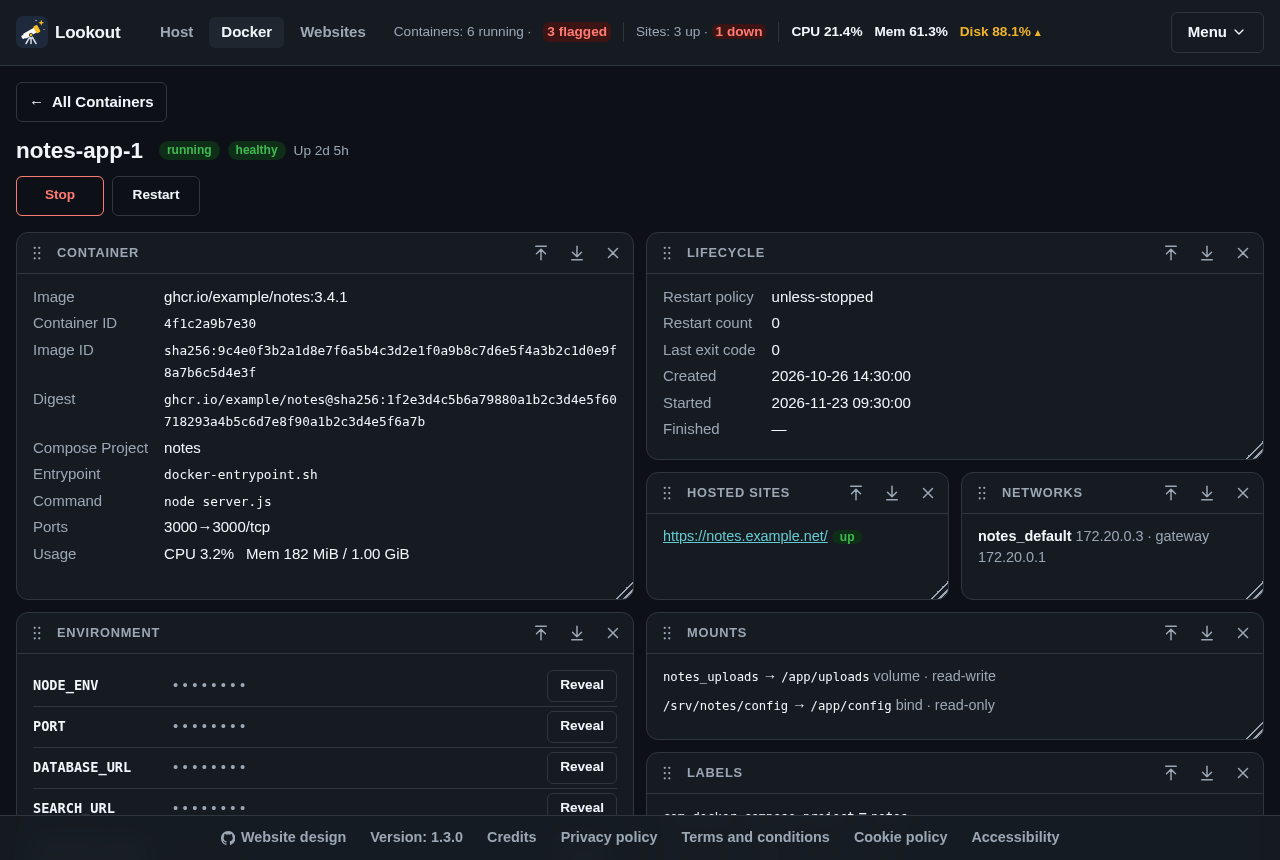 Lookout
Host Docker Websites
Containers: 6 running · 3 flagged
Sites: 3 up · 1 down
CPU 21.4% Mem 61.3% Disk 88.1% ▲
Menu
← All Containers
notes-app-1 running healthy Up 2d 5h
Stop Restart
CONTAINER
Image ghcr.io/example/notes:3.4.1
Container ID 4f1c2a9b7e30
Image ID sha256:9c4e0f3b2a1d8e7f6a5b4c3d2e1f0a9b8c7d6e5f4a3b2c1d0e9f
8a7b6c5d4e3f
Digest ghcr.io/example/notes@sha256:1f2e3d4c5b6a79880a1b2c3d4e5f60
718293a4b5c6d7e8f90a1b2c3d4e5f6a7b
Compose Project notes
Entrypoint docker-entrypoint.sh
Command node server.js
Ports 3000→3000/tcp
Usage CPU 3.2% Mem 182 MiB / 1.00 GiB
LIFECYCLE
Restart policy unless-stopped
Restart count 0
Last exit code 0
Created 2026-10-26 14:30:00
Started 2026-11-23 09:30:00
Finished —
HOSTED SITES
https://notes.example.net/ up
NETWORKS
notes_default 172.20.0.3 · gateway
172.20.0.1
ENVIRONMENT
NODE_ENV •••••••• Reveal
PORT •••••••• Reveal
DATABASE_URL •••••••• Reveal
SEARCH_URL •••••••• Reveal
MOUNTS
notes_uploads → /app/uploads volume · read-write
/srv/notes/config → /app/config bind · read-only
LABELS
Website design Version: 1.3.0 Credits Privacy policy Terms and conditions Cookie policy Accessibility